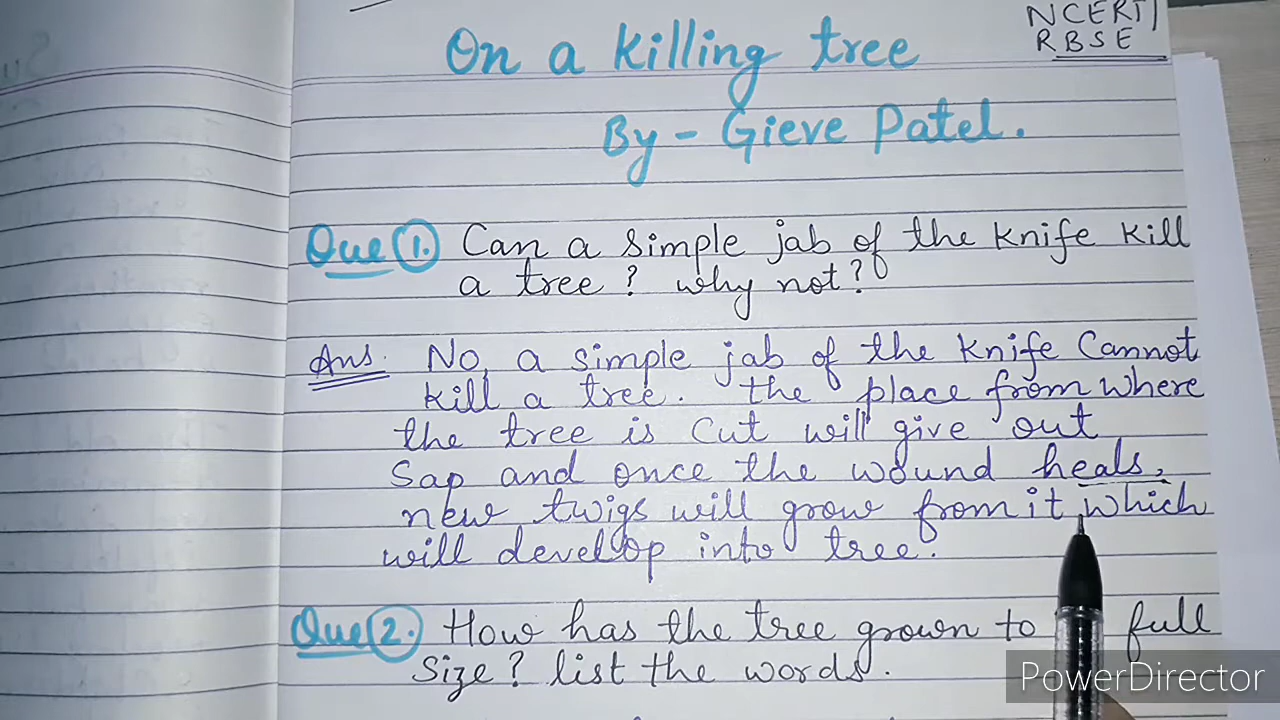 NCERT/
RBSE
On a killing tree
By - Gieve Patel.
Que 1. Can a simple jab of the knife kill
a tree? why not?
Ans. No, a simple jab of the knife Cannot
kill a tree. the place from where
the tree is cut will give out
Sap and once the wound heals,
new twigs will grow from it which
will develop into tree.
Que 2. How has the tree grown to full
Size? list the words.
PowerDirector